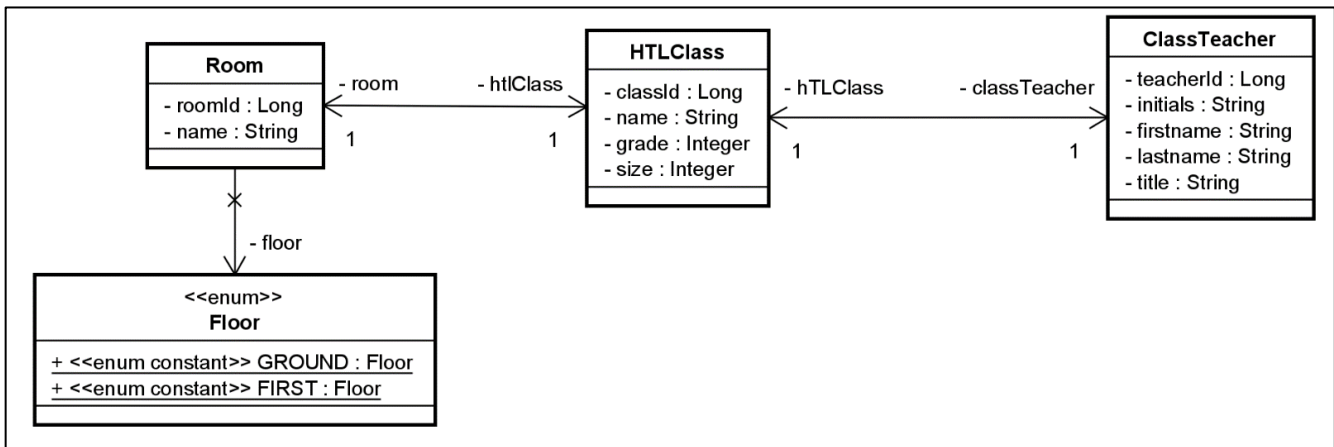 Room
- roomId : Long
- name : String
- room
1
- htlClass
1
HTLClass
- classId : Long
- name : String
- grade : Integer
- size : Integer
- hTLClass
1
- classTeacher
1
ClassTeacher
- teacherId : Long
- initials : String
- firstname : String
- lastname : String
- title : String
- floor
<<enum>>
Floor
+ <<enum constant>> GROUND : Floor
+ <<enum constant>> FIRST : Floor